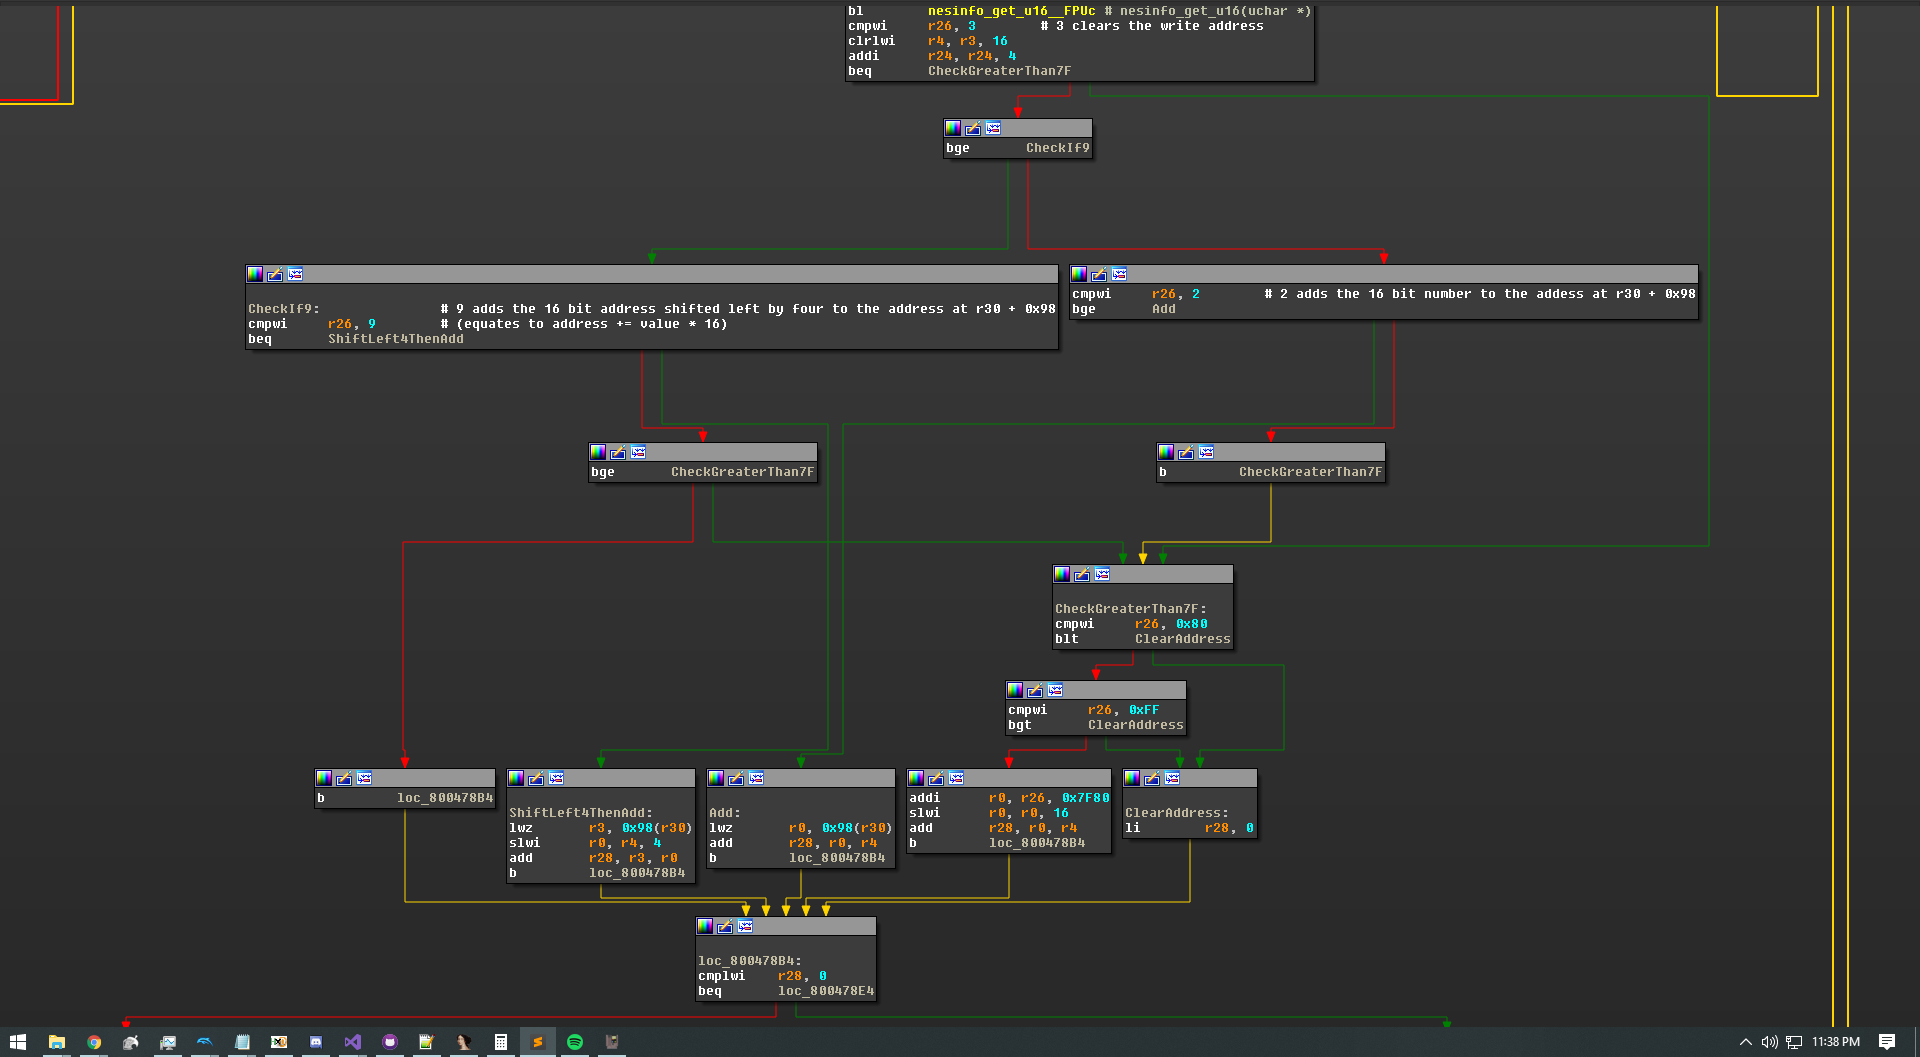 bl nesinfo_get_u16__FPUc # nesinfo_get_u16(uchar *)
cmpwi r26, 3 # 3 clears the write address
clrlwi r4, r3, 16
addi r24, r24, 4
beq CheckGreaterThan7F
bge CheckIf9
CheckIf9: # 9 adds the 16 bit address shifted left by four to the address at r30 + 0x98
cmpwi r26, 9 # (equates to address += value * 16)
beq ShiftLeft4ThenAdd
cmpwi r26, 2 # 2 adds the 16 bit number to the addess at r30 + 0x98
bge Add
bge CheckGreaterThan7F
b CheckGreaterThan7F
CheckGreaterThan7F:
cmpwi r26, 0x80
blt ClearAddress
cmpwi r26, 0xFF
bgt ClearAddress
b loc_800478B4
ShiftLeft4ThenAdd:
lwz r3, 0x98(r30)
slwi r0, r4, 4
add r28, r3, r0
b loc_800478B4
Add:
lwz r0, 0x98(r30)
add r28, r0, r4
b loc_800478B4
addi r0, r26, 0x7F80
slwi r0, r0, 16
add r28, r0, r4
b loc_800478B4
ClearAddress:
li r28, 0
loc_800478B4:
cmplwi r28, 0
beq loc_800478E4
11:38 PM